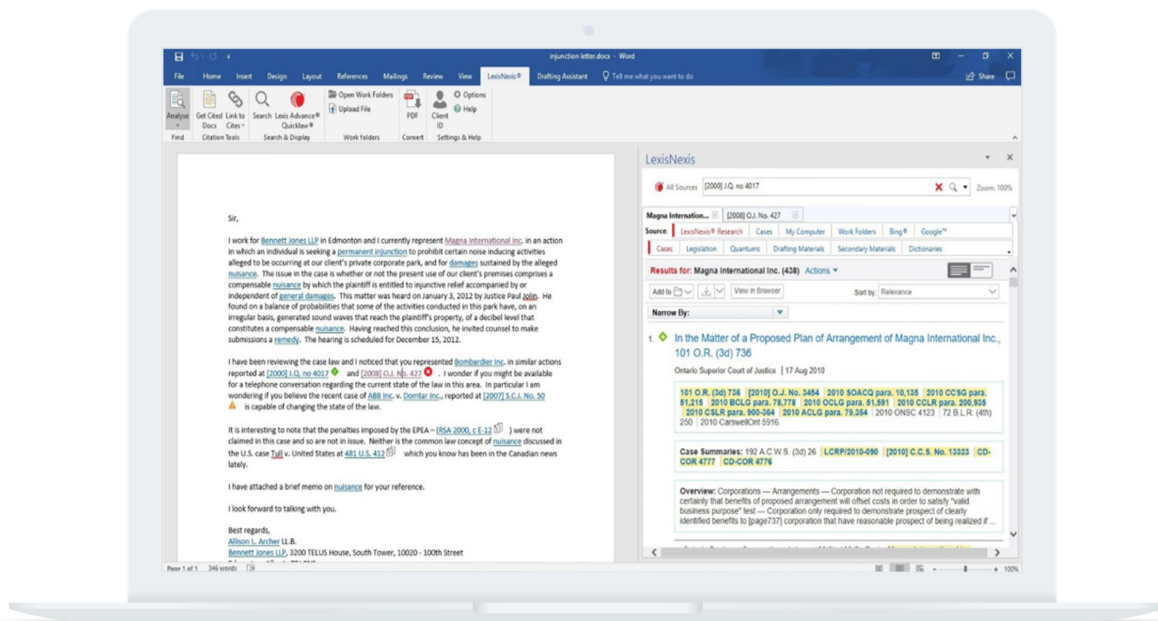 injunction letter.docx - Word
File Home Insert Design Layout References Mailings Review View LexisNexis® Drafting Assistant Tell me what you want to do Share
Analyse Get Cited Docs Link to Cites Search Lexis Advance® Quicklaw® Open Work Folders Upload File PDF Client ID Options Help
Find Citation Tools Search & Display Work folders Convert Settings & Help
Sir,
I work for Bennett Jones LLP in Edmonton and I currently represent Magna International Inc. in an action
in which an individual is seeking a permanent injunction to prohibit certain noise inducing activities
alleged to be occurring at our client's private corporate park, and for damages sustained by the alleged
nuisance. The issue in the case is whether or not the present use of our client's premises comprises a
compensable nuisance by which the plaintiff is entitled to injunctive relief accompanied by or
independent of general damages. This matter was heard on January 3, 2012 by Justice Paul Jolin. He
found on a balance of probabilities that some of the activities conducted in this park have, on an
irregular basis, generated sound waves that reach the plaintiff's property, of a decibel level that
constitutes a compensable nuisance. Having reached this conclusion, he invited counsel to make
submissions a remedy. The hearing is scheduled for December 15, 2012.
I have been reviewing the case law and I noticed that you represented Bombardier Inc. in similar actions
reported at [2000] J.Q. no 4017 and [2008] O.J. No. 427 . I wonder if you might be available
for a telephone conversation regarding the current state of the law in this area. In particular I am
wondering if you believe the recent case of ABB Inc. v. Domtar Inc., reported at [2007] S.C.J. No. 50
is capable of changing the state of the law.
It is interesting to note that the penalties imposed by the EPEA – (RSA 2000, c E-12 ) were not
claimed in this case and so are not in issue. Neither is the common law concept of nuisance discussed in
the U.S. case Tull v. United States at 481 U.S. 412 which you know has been in the Canadian news
lately.
I have attached a brief memo on nuisance for your reference.
I look forward to talking with you.
Best regards,
Allison L. Archer LL.B.
Bennett Jones LLP, 3200 TELUS House, South Tower, 10020 - 100th Street
LexisNexis
All Sources [2000] J.Q. no 4017 Zoom: 100%
Magna Internation... [2008] O.J. No. 427
Source LexisNexis® Research Cases My Computer Work Folders Bing® Google™
Cases Legislation Quantums Drafting Materials Secondary Materials Dictionaries
Results for: Magna International Inc. (438) Actions
Add to View in Browser Sort by: Relevance
Narrow By:
1. In the Matter of a Proposed Plan of Arrangement of Magna International Inc.,
101 O.R. (3d) 736
Ontario Superior Court of Justice | 17 Aug 2010
101 O.R. (3d) 736 | [2010] O.J. No. 3454 | 2010 SOACQ para. 10,135 | 2010 CCSG para.
51,215 | 2010 BCLG para. 78,778 | 2010 OCLG para. 51,591 | 2010 CCLR para. 200,935
| 2010 CSLR para. 900-364 | 2010 ACLG para. 79,354 | 2010 ONSC 4123 | 72 B.L.R. (4th)
250 | 2010 CarswellOnt 5916
Case Summaries: 192 A.C.W.S. (3d) 26 | LCRP/2010-090 | [2010] C.C.S. No. 13323 | CD-
COR 4777 | CD-COR 4776
Overview: Corporations — Arrangements — Corporation not required to demonstrate with
certainty that benefits of proposed arrangement will offset costs in order to satisfy "valid
business purpose" test — Corporation only required to demonstrate prospect of clearly
identified benefits to [page737] corporation that have reasonable prospect of being realized if ...
Page 1 of 1 346 words 100%